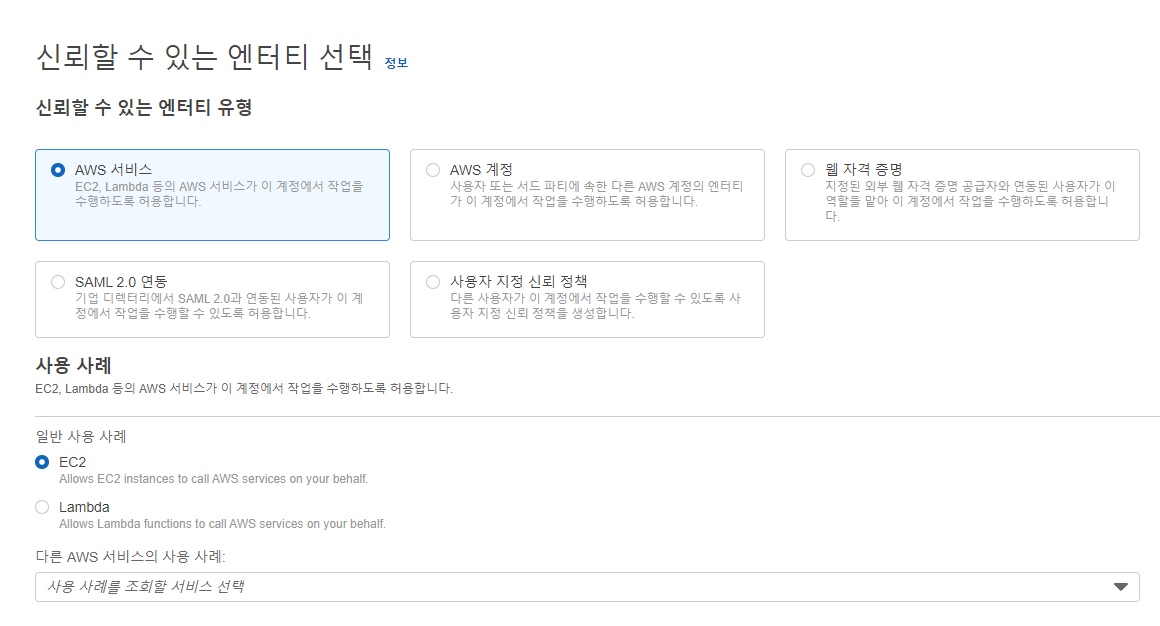 신뢰할 수 있는 엔터티 선택 정보
신뢰할 수 있는 엔터티 유형
AWS 서비스
EC2, Lambda 등의 AWS 서비스가 이 계정에서 작업을
수행하도록 허용합니다.
AWS 계정
사용자 또는 서드 파티에 속한 다른 AWS 계정의 엔터티
가 이 계정에서 작업을 수행하도록 허용합니다.
웹 자격 증명
지정된 외부 웹 자격 증명 공급자와 연동된 사용자가 이
역할을 맡아 이 계정에서 작업을 수행하도록 허용합니
다.
SAML 2.0 연동
기업 디렉터리에서 SAML 2.0과 연동된 사용자가 이 계
정에서 작업을 수행할 수 있도록 허용합니다.
사용자 지정 신뢰 정책
다른 사용자가 이 계정에서 작업을 수행할 수 있도록 사
용자 지정 신뢰 정책을 생성합니다.
사용 사례
EC2, Lambda 등의 AWS 서비스가 이 계정에서 작업을 수행하도록 허용합니다.
일반 사용 사례
EC2
Allows EC2 instances to call AWS services on your behalf.
Lambda
Allows Lambda functions to call AWS services on your behalf.
다른 AWS 서비스의 사용 사례:
사용 사례를 조회할 서비스 선택